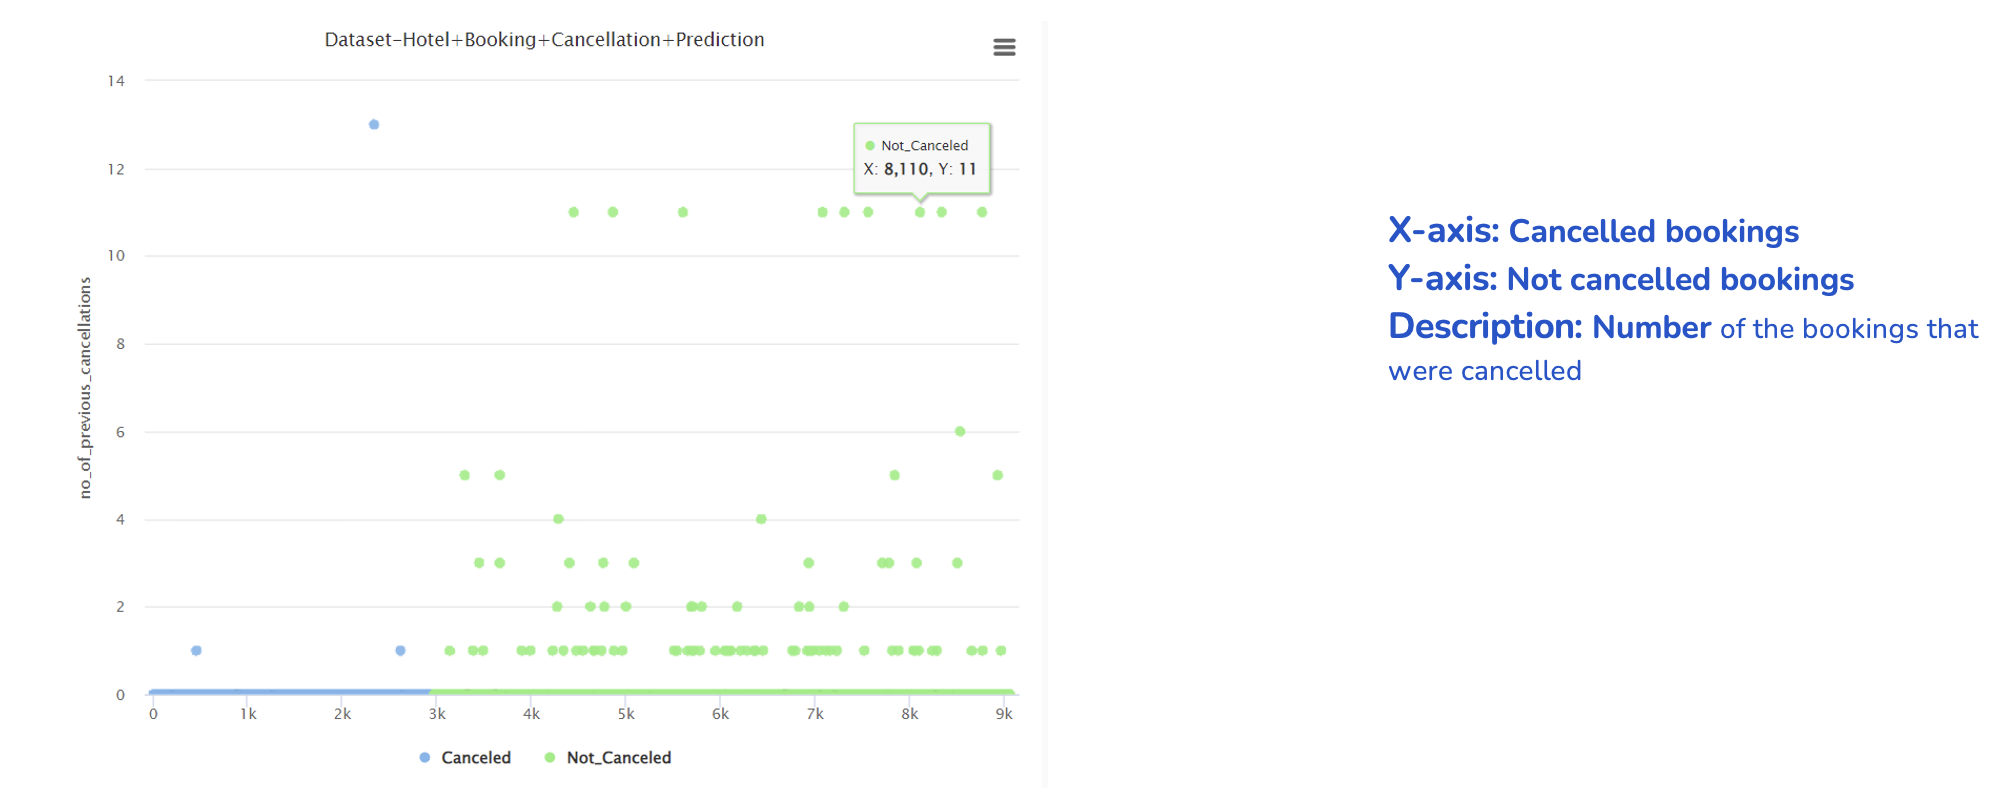 Dataset-Hotel+Booking+Cancellation+Prediction
14
12
10
8
6
4
2
0
no_of_previous_cancellations
Not_Canceled
X: 8,110, Y: 11
0 1k 2k 3k 4k 5k 6k 7k 8k 9k
Canceled Not_Canceled
X-axis: Cancelled bookings
Y-axis: Not cancelled bookings
Description: Number of the bookings that
were cancelled